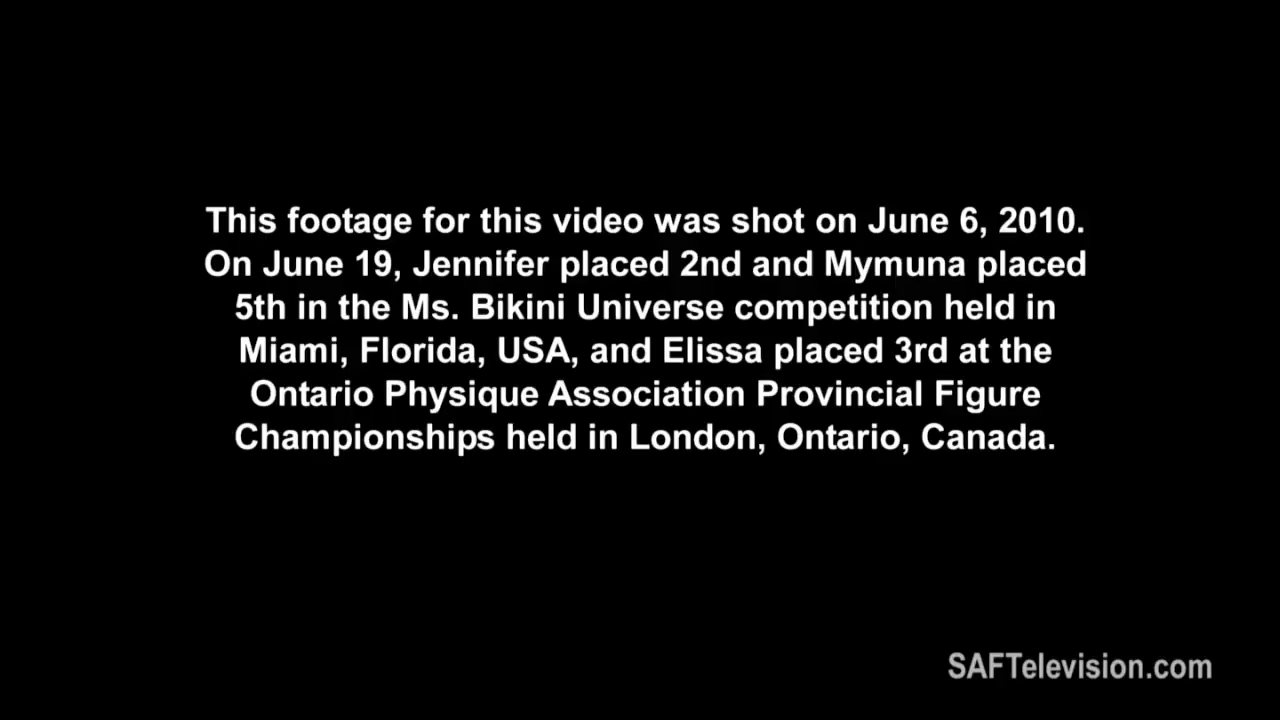 This footage for this video was shot on June 6, 2010.
On June 19, Jennifer placed 2nd and Mymuna placed
5th in the Ms. Bikini Universe competition held in
Miami, Florida, USA, and Elissa placed 3rd at the
Ontario Physique Association Provincial Figure
Championships held in London, Ontario, Canada.
SAFTelevision.com